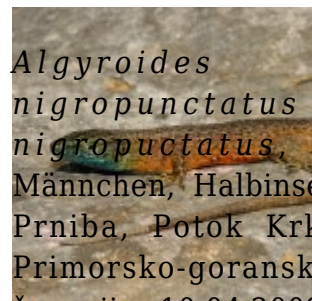 Algyroides
nigropunctatus
nigropuctatus,
Männchen, Halbinse
Prniba, Potok Krk
Primorsko-goransk